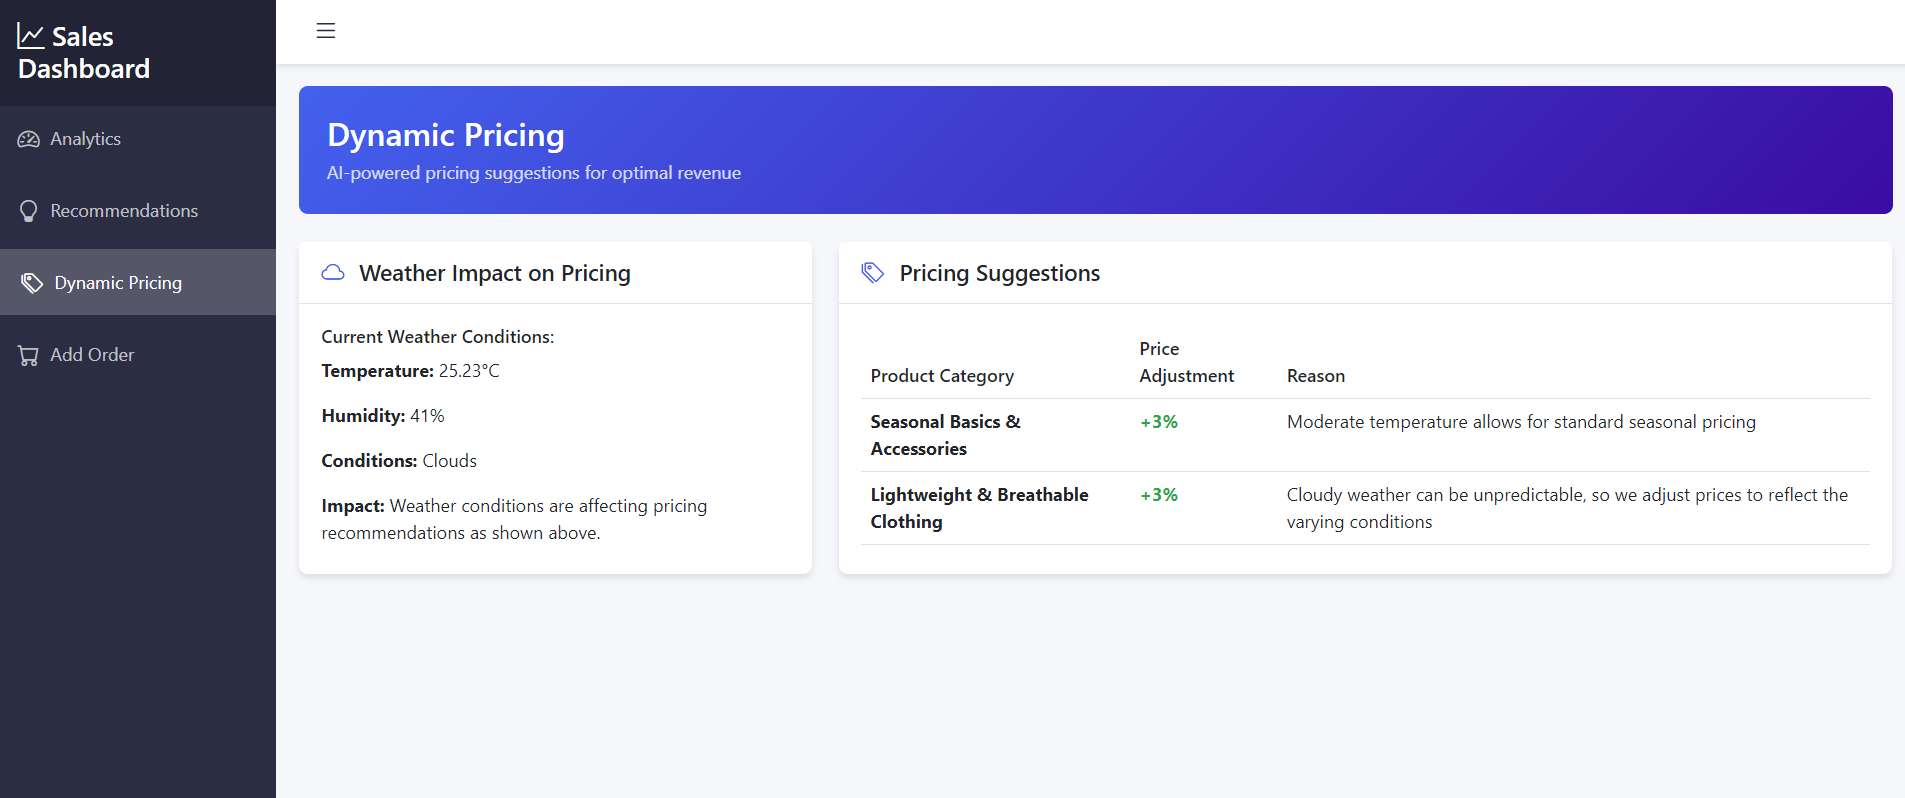 Sales
Dashboard
Analytics
Recommendations
Dynamic Pricing
Add Order
Dynamic Pricing
AI-powered pricing suggestions for optimal revenue
Weather Impact on Pricing
Current Weather Conditions:
Temperature: 25.23°C
Humidity: 41%
Conditions: Clouds
Impact: Weather conditions are affecting pricing
recommendations as shown above.
Pricing Suggestions
Product Category
Price
Adjustment
Reason
Seasonal Basics &
Accessories
+3%
Moderate temperature allows for standard seasonal pricing
Lightweight & Breathable
Clothing
+3%
Cloudy weather can be unpredictable, so we adjust prices to reflect the
varying conditions